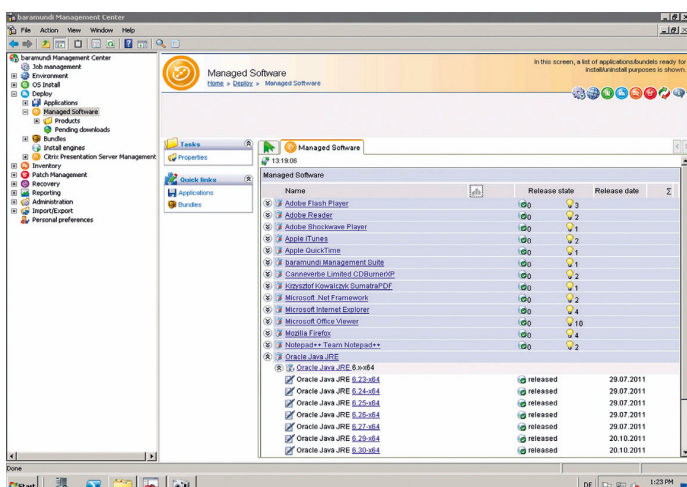 baramundi Management Center
File Action View Window Help
baramundi Management Center
Job management
Environment
OS Install
Deploy
Applications
Managed Software
Products
Pending downloads
Bundles
Install engines
Citrix Presentation Server Management
Inventory
Patch Management
Recovery
Reporting
Administration
Import/Export
Personal preferences
Managed Software
Home » Deploy » Managed Software
In this screen, a list of applications/bundels ready for
install/uninstall purposes is shown.
Tasks
Properties
Quick links
Applications
Bundles
Managed Software
13:19:06
Managed Software
Name Release state Release date Σ
Adobe Flash Player 0 3
Adobe Reader 0 2
Adobe Shockwave Player 0 1
Apple iTunes 0 2
Apple QuickTime 0 1
baramundi Management Suite 0 1
Canneverbe Limited CDBurnerXP 0 2
Krzysztof Kowalczyk SumatraPDF 0 1
Microsoft .Net Framework 0 2
Microsoft Internet Explorer 0 4
Microsoft Office Viewer 0 10
Mozilla Firefox 0 4
Notepad++ Team Notepad++ 0 2
Oracle Java JRE
Oracle Java JRE 6.x-x64
Oracle Java JRE 6.23-x64 released 29.07.2011
Oracle Java JRE 6.24-x64 released 29.07.2011
Oracle Java JRE 6.25-x64 released 29.07.2011
Oracle Java JRE 6.26-x64 released 29.07.2011
Oracle Java JRE 6.27-x64 released 29.07.2011
Oracle Java JRE 6.29-x64 released 20.10.2011
Oracle Java JRE 6.30-x64 released 20.10.2011
Done
Start DE 1:23 PM